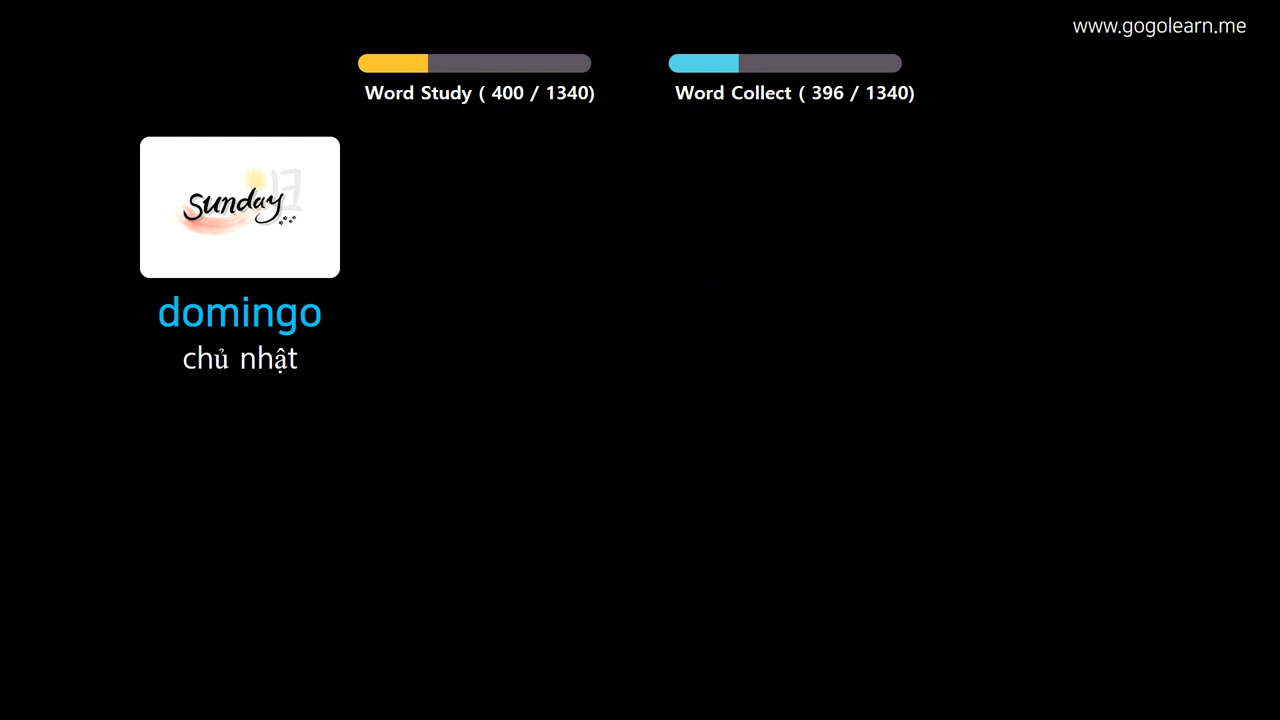 www.gogolearn.me
Word Study ( 400 / 1340)
Word Collect ( 396 / 1340)
sunday
domingo
chủ nhật